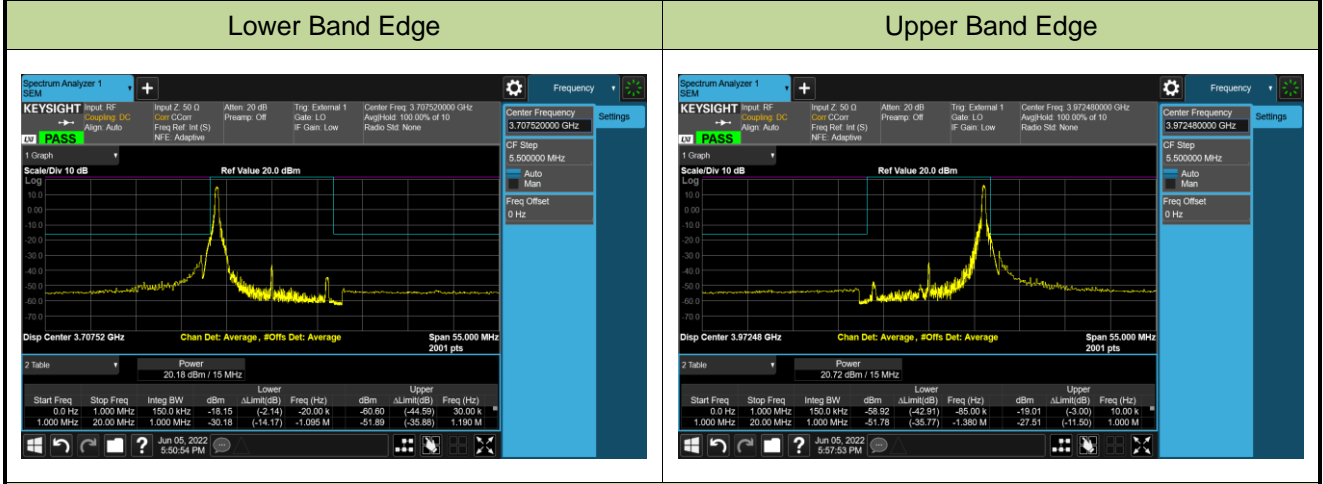 Lower Band Edge
Upper Band Edge
Spectrum Analyzer 1
SEM
Frequency
KEYSIGHT Input: RF Input Z: 50 Ω Atten: 20 dB Trig: External 1 Center Freq: 3.707520000 GHz
Coupling: DC Corr CCorr Preamp: Off Gate: LO Avg|Hold: 100.00% of 10
Align: Auto Freq Ref: Int (S) IF Gain: Low Radio Std: None
LXI PASS NFE: Adaptive
Center Frequency
3.707520000 GHz
Settings
CF Step
5.500000 MHz
Auto
Man
Freq Offset
0 Hz
1 Graph
Scale/Div 10 dB Ref Value 20.0 dBm
Log
10.0
0.00
-10.0
-20.0
-30.0
-40.0
-50.0
-60.0
-70.0
Disp Center 3.70752 GHz Chan Det: Average, #Offs Det: Average Span 55.000 MHz
2001 pts
2 Table
Power
20.18 dBm / 15 MHz
Lower Upper
Start Freq Stop Freq Integ BW dBm ΔLimit(dB) Freq (Hz) dBm ΔLimit(dB) Freq (Hz)
0.0 Hz 1.000 MHz 150.0 kHz -18.15 (-2.14) -20.00 k -60.60 (-44.59) 30.00 k
1.000 MHz 20.00 MHz 1.000 MHz -30.18 (-14.17) -1.095 M -51.89 (-35.88) 1.190 M
? Jun 05, 2022
5:50:54 PM
Spectrum Analyzer 1
SEM
Frequency
KEYSIGHT Input: RF Input Z: 50 Ω Atten: 20 dB Trig: External 1 Center Freq: 3.972480000 GHz
Coupling: DC Corr CCorr Preamp: Off Gate: LO Avg|Hold: 100.00% of 10
Align: Auto Freq Ref: Int (S) IF Gain: Low Radio Std: None
LXI PASS NFE: Adaptive
Center Frequency
3.972480000 GHz
Settings
CF Step
5.500000 MHz
Auto
Man
Freq Offset
0 Hz
1 Graph
Scale/Div 10 dB Ref Value 20.0 dBm
Log
10.0
0.00
-10.0
-20.0
-30.0
-40.0
-50.0
-60.0
-70.0
Disp Center 3.97248 GHz Chan Det: Average, #Offs Det: Average Span 55.000 MHz
2001 pts
2 Table
Power
20.72 dBm / 15 MHz
Lower Upper
Start Freq Stop Freq Integ BW dBm ΔLimit(dB) Freq (Hz) dBm ΔLimit(dB) Freq (Hz)
0.0 Hz 1.000 MHz 150.0 kHz -58.92 (-42.91) -85.00 k -19.01 (-3.00) 10.00 k
1.000 MHz 20.00 MHz 1.000 MHz -51.78 (-35.77) -1.380 M -27.51 (-11.50) 1.000 M
? Jun 05, 2022
5:57:53 PM